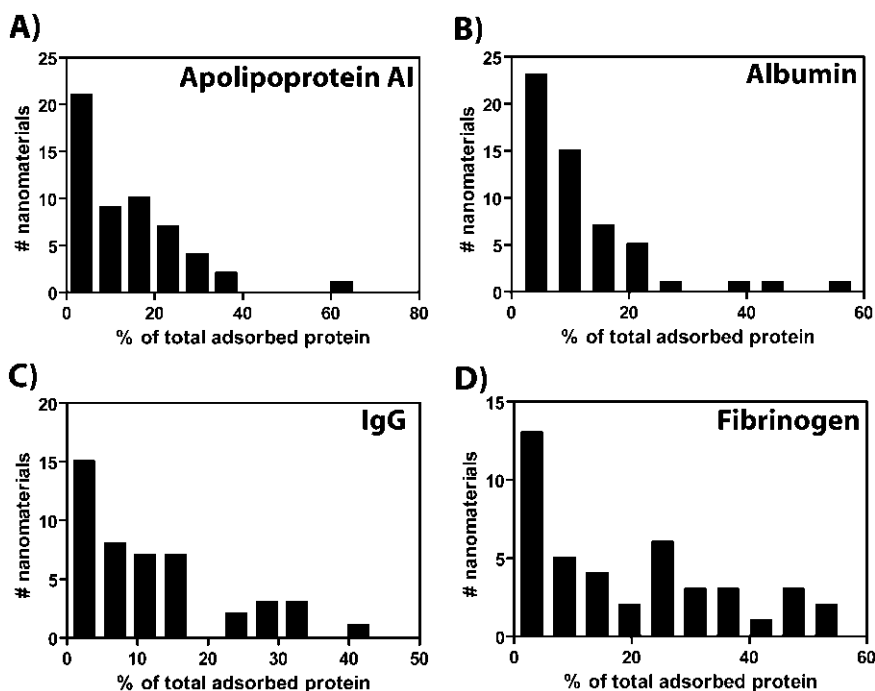 A)
Apolipoprotein AI
25
20
15
10
5
0
# nanomaterials
0 20 40 60 80
% of total adsorbed protein
B)
Albumin
25
20
15
10
5
0
# nanomaterials
0 20 40 60
% of total adsorbed protein
C)
IgG
20
15
10
5
0
# nanomaterials
0 10 20 30 40 50
% of total adsorbed protein
D)
Fibrinogen
15
10
5
0
# nanomaterials
0 20 40 60
% of total adsorbed protein